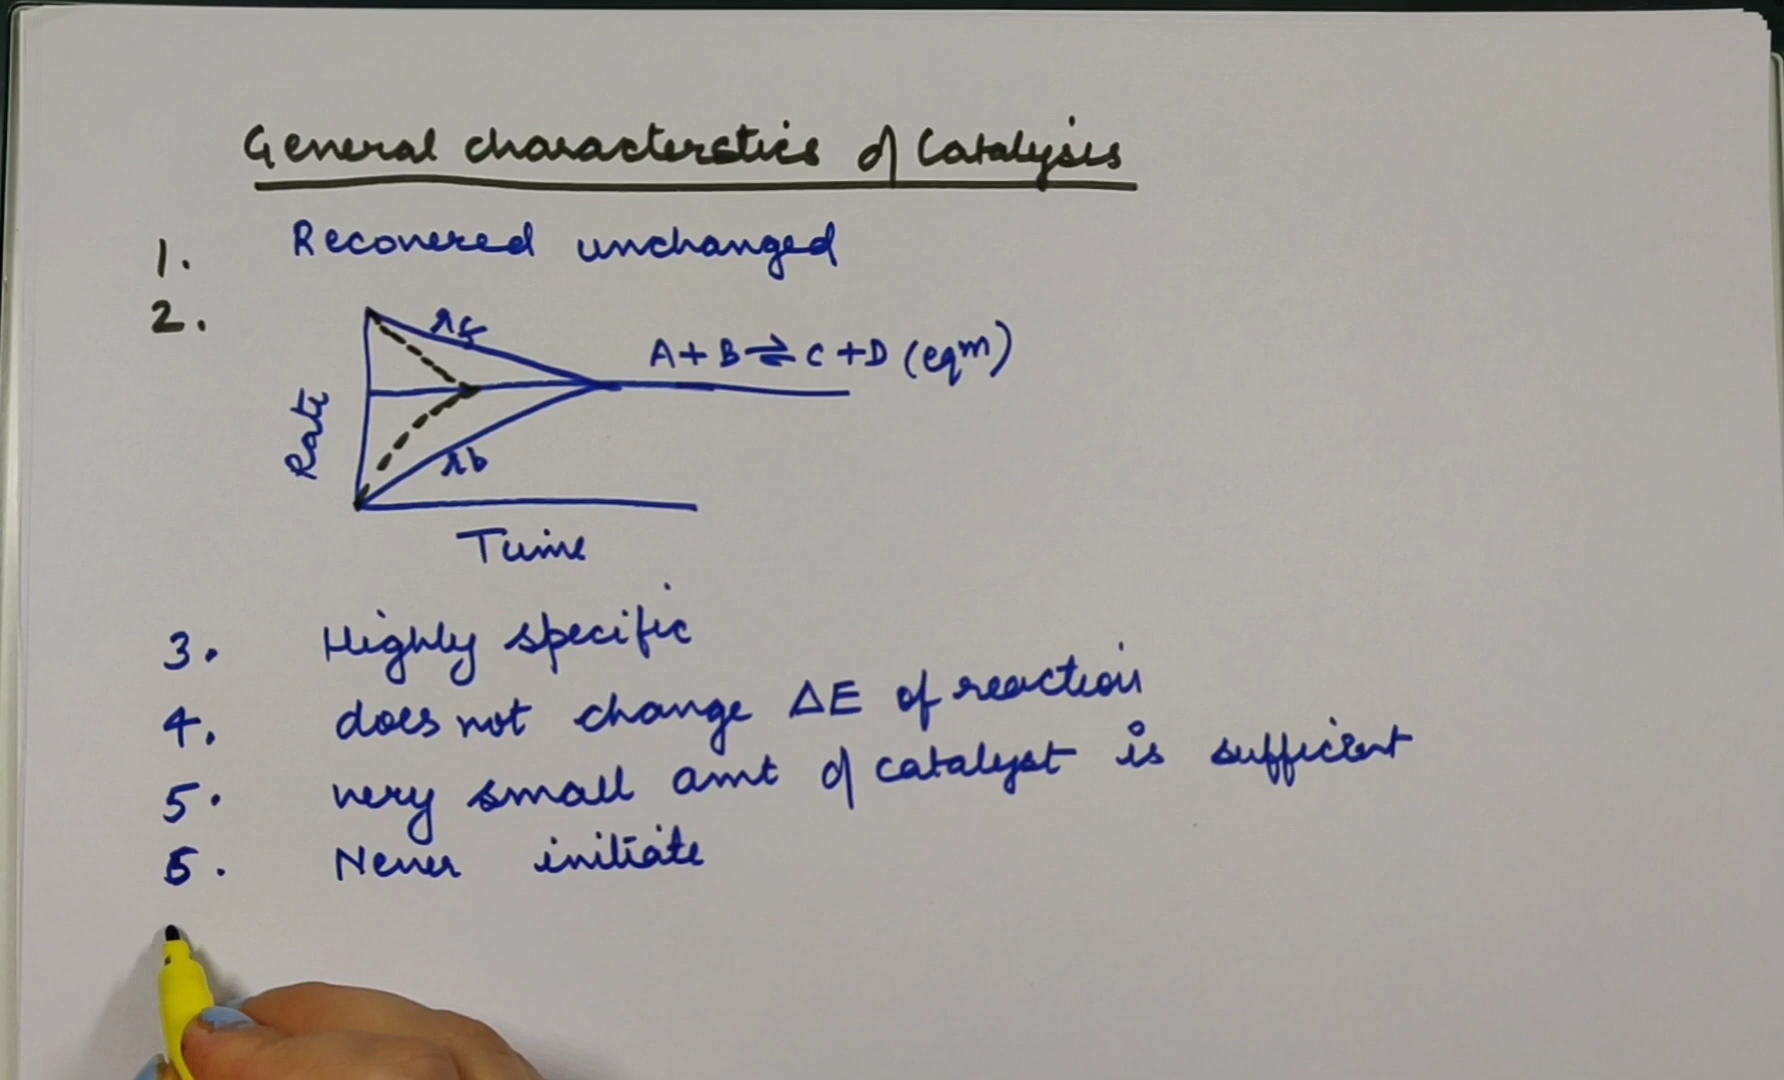 General characterstics of Catalysis
1. Recovered unchanged
2.
rf
A + B ⇌ C + D (eqm)
Rate
rb
Time
3. Highly specific
4. does not change ΔE of reaction
5. very small amt of catalyst is sufficient
6. Never initiate